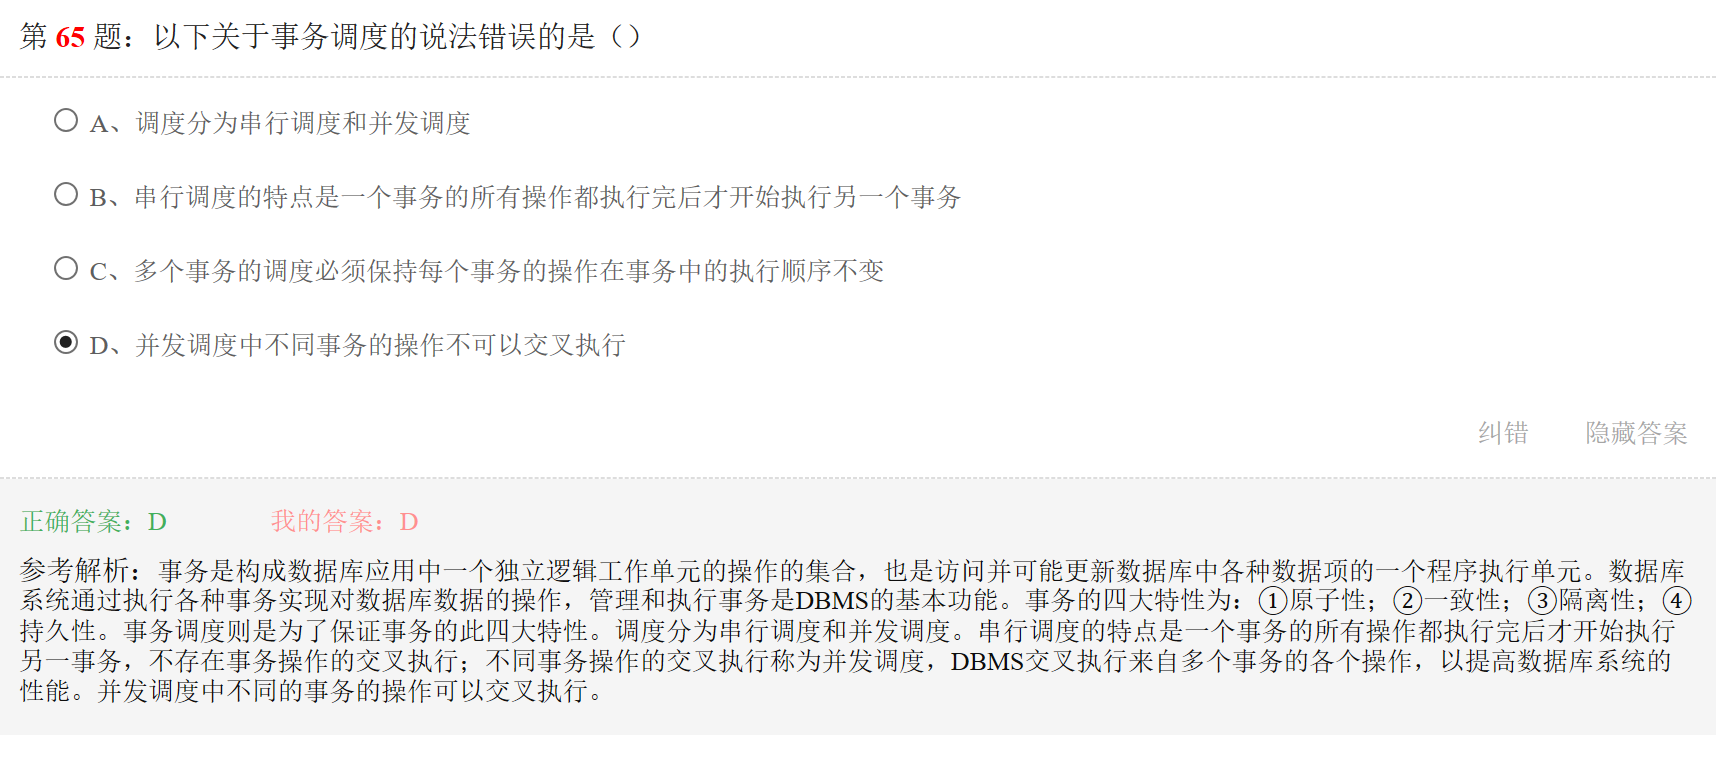 第 65 题：以下关于事务调度的说法错误的是（）
A、调度分为串行调度和并发调度
B、串行调度的特点是一个事务的所有操作都执行完后才开始执行另一个事务
C、多个事务的调度必须保持每个事务的操作在事务中的执行顺序不变
D、并发调度中不同事务的操作不可以交叉执行
纠错 隐藏答案
正确答案：D 我的答案：D
参考解析：事务是构成数据库应用中一个独立逻辑工作单元的操作的集合，也是访问并可能更新数据库中各种数据项的一个程序执行单元。数据库
系统通过执行各种事务实现对数据库数据的操作，管理和执行事务是DBMS的基本功能。事务的四大特性为：①原子性；②一致性；③隔离性；④
持久性。事务调度则是为了保证事务的此四大特性。调度分为串行调度和并发调度。串行调度的特点是一个事务的所有操作都执行完后才开始执行
另一事务，不存在事务操作的交叉执行；不同事务操作的交叉执行称为并发调度，DBMS交叉执行来自多个事务的各个操作，以提高数据库系统的
性能。并发调度中不同的事务的操作可以交叉执行。